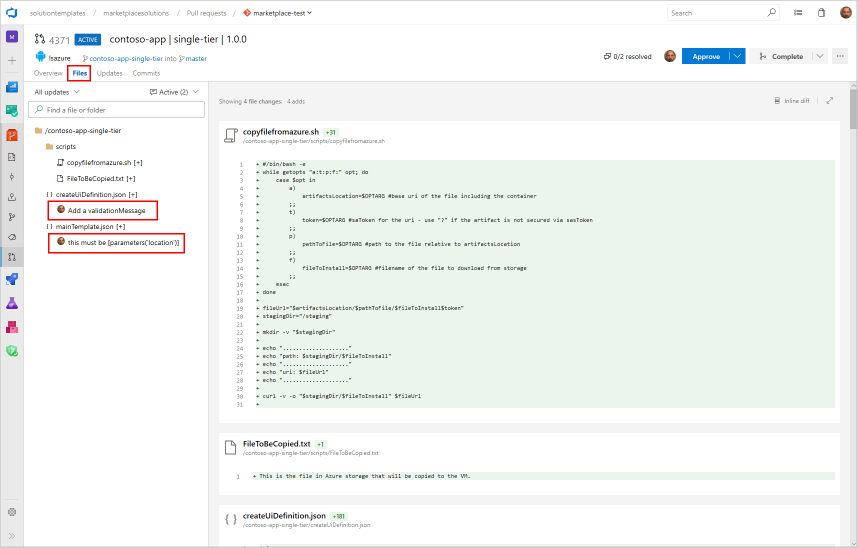 solutiontemplates / marketplacesolutions / Pull requests / marketplace-test
Search
M
4371 ACTIVE contoso-app | single-tier | 1.0.0
lsazure contoso-app-single-tier into master
0/2 resolved
Approve
Complete
Overview Files Updates Commits
All updates
Active (2)
Find a file or folder
/contoso-app-single-tier
scripts
copyfilefromazure.sh [+]
FileToBeCopied.txt [+]
createUiDefinition.json [+]
Add a validationMessage
mainTemplate.json [+]
this must be [parameters('location')]
Showing 4 file changes 4 adds
Inline diff
copyfilefromazure.sh +31
/contoso-app-single-tier/scripts/copyfilefromazure.sh
1 + #/bin/bash -e
2 + while getopts "a:t:p:f:" opt; do
3 + case $opt in
4 + a)
5 + artifactsLocation=$OPTARG #base uri of the file including the container
6 + ;;
7 + t)
8 + token=$OPTARG #saToken for the uri - use "?" if the artifact is not secured via sasToken
9 + ;;
10 + p)
11 + pathToFile=$OPTARG #path to the file relative to artifactsLocation
12 + ;;
13 + f)
14 + fileToInstall=$OPTARG #filename of the file to download from storage
15 + ;;
16 + esac
17 + done
18 +
19 + fileUrl="$artifactsLocation/$pathToFile/$fileToInstall$token"
20 + stagingDir="/staging"
21 +
22 + mkdir -v "$stagingDir"
23 +
24 + echo "...................."
25 + echo "path: $stagingDir/$fileToInstall"
26 + echo "...................."
27 + echo "uri: $fileUrl"
28 + echo "...................."
29 +
30 + curl -v -o "$stagingDir/$fileToInstall" $fileUrl
31 +
FileToBeCopied.txt +1
/contoso-app-single-tier/scripts/FileToBeCopied.txt
1 + This is the file in Azure storage that will be copied to the VM.
createUiDefinition.json +181
/contoso-app-single-tier/createUiDefinition.json